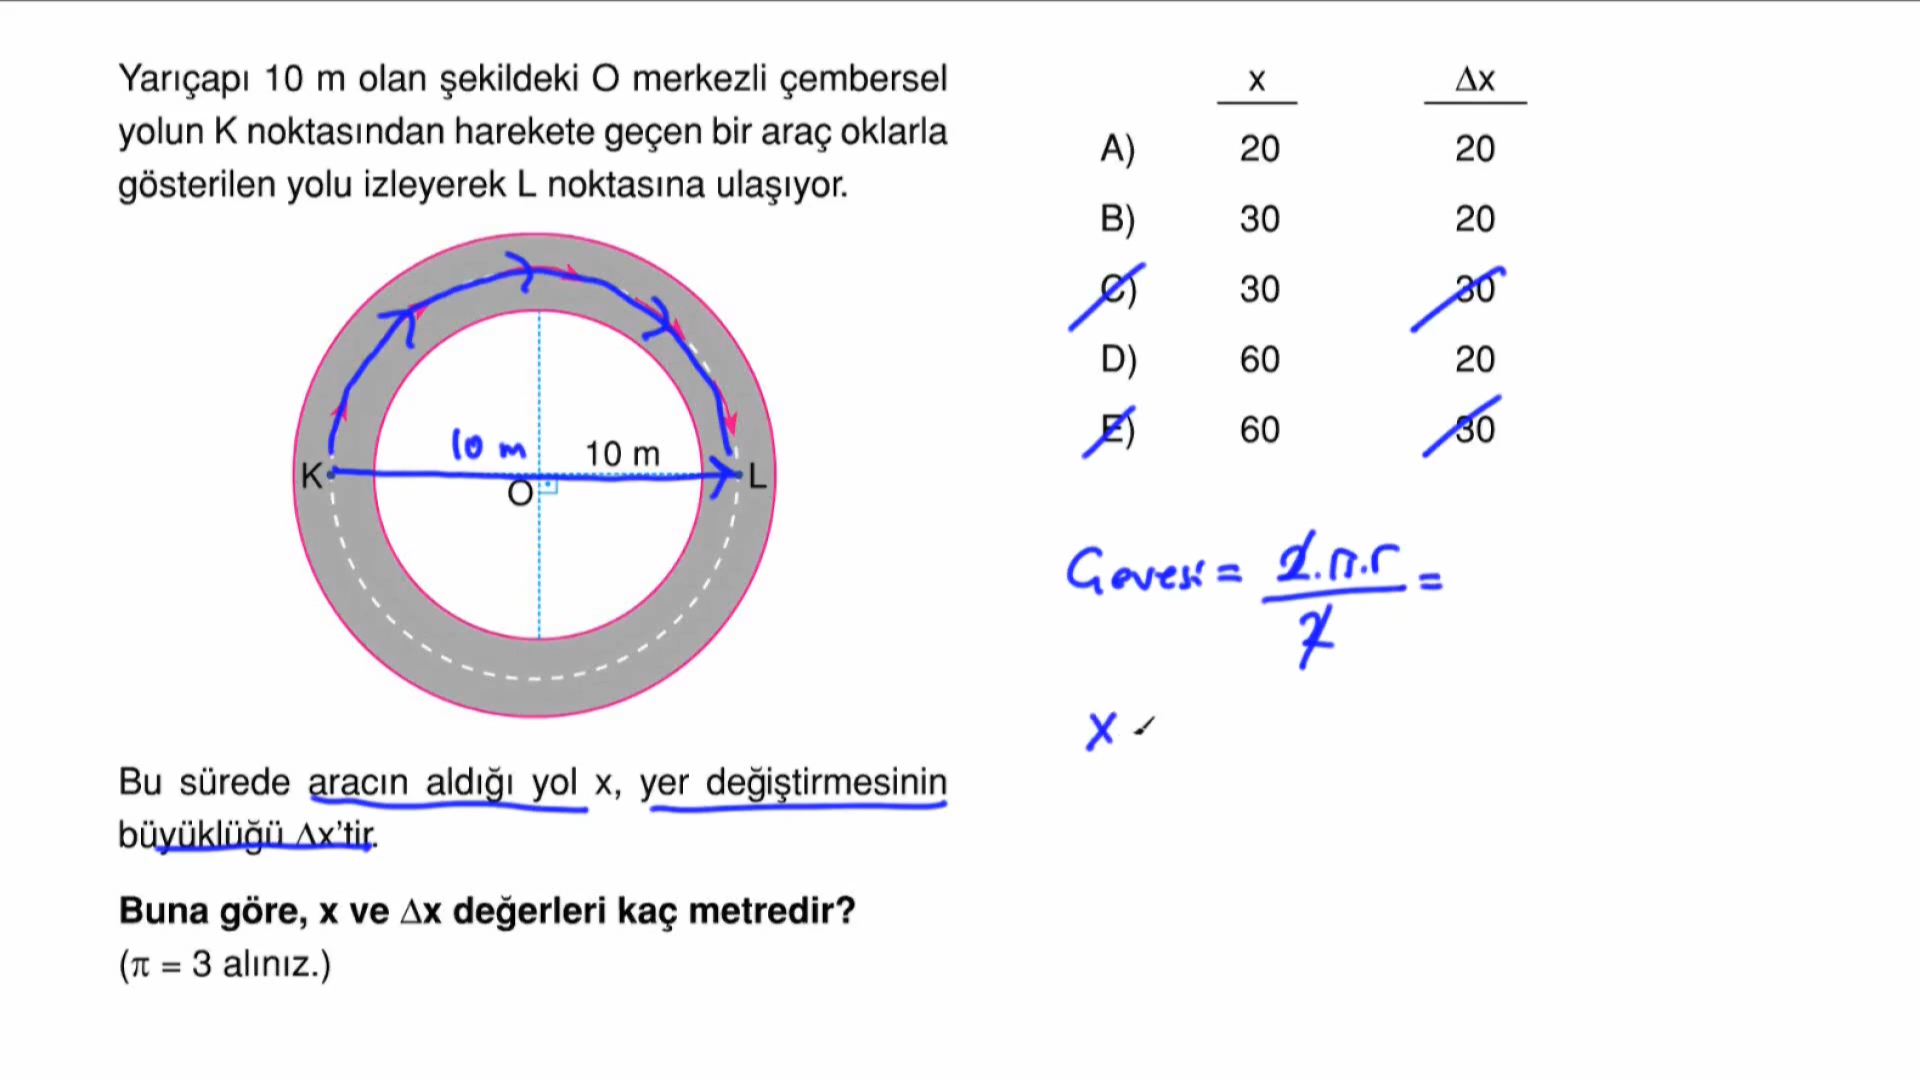 Yarıçapı 10 m olan şekildeki O merkezli çembersel
yolun K noktasından harekete geçen bir araç oklarla
gösterilen yolu izleyerek L noktasına ulaşıyor.
10 m
10 m
K
O
L
Bu sürede aracın aldığı yol x, yer değiştirmesinin
büyüklüğü Δx'tir.
Buna göre, x ve Δx değerleri kaç metredir?
(π = 3 alınız.)
x Δx
A) 20 20
B) 30 20
C) 30 30
D) 60 20
E) 60 30
Çevresi = 2.π.r / 2 =
x